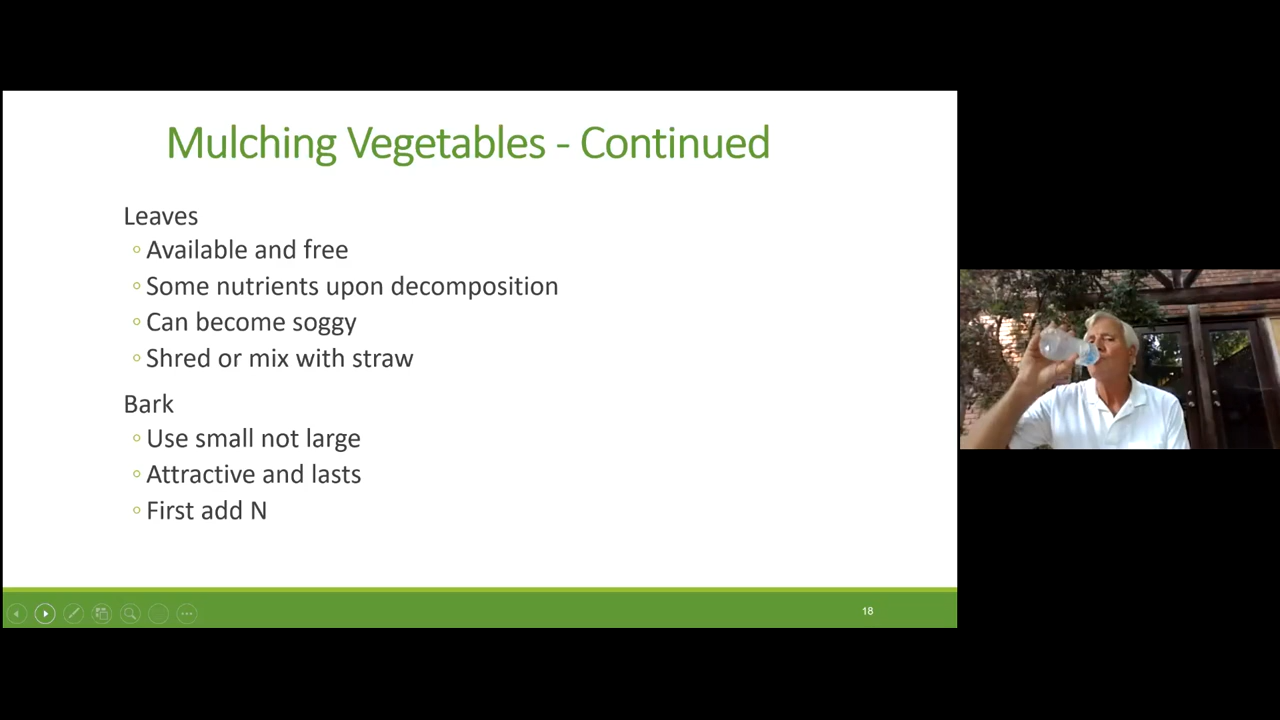 Mulching Vegetables - Continued
Leaves
Available and free
Some nutrients upon decomposition
Can become soggy
Shred or mix with straw
Bark
Use small not large
Attractive and lasts
First add N
18